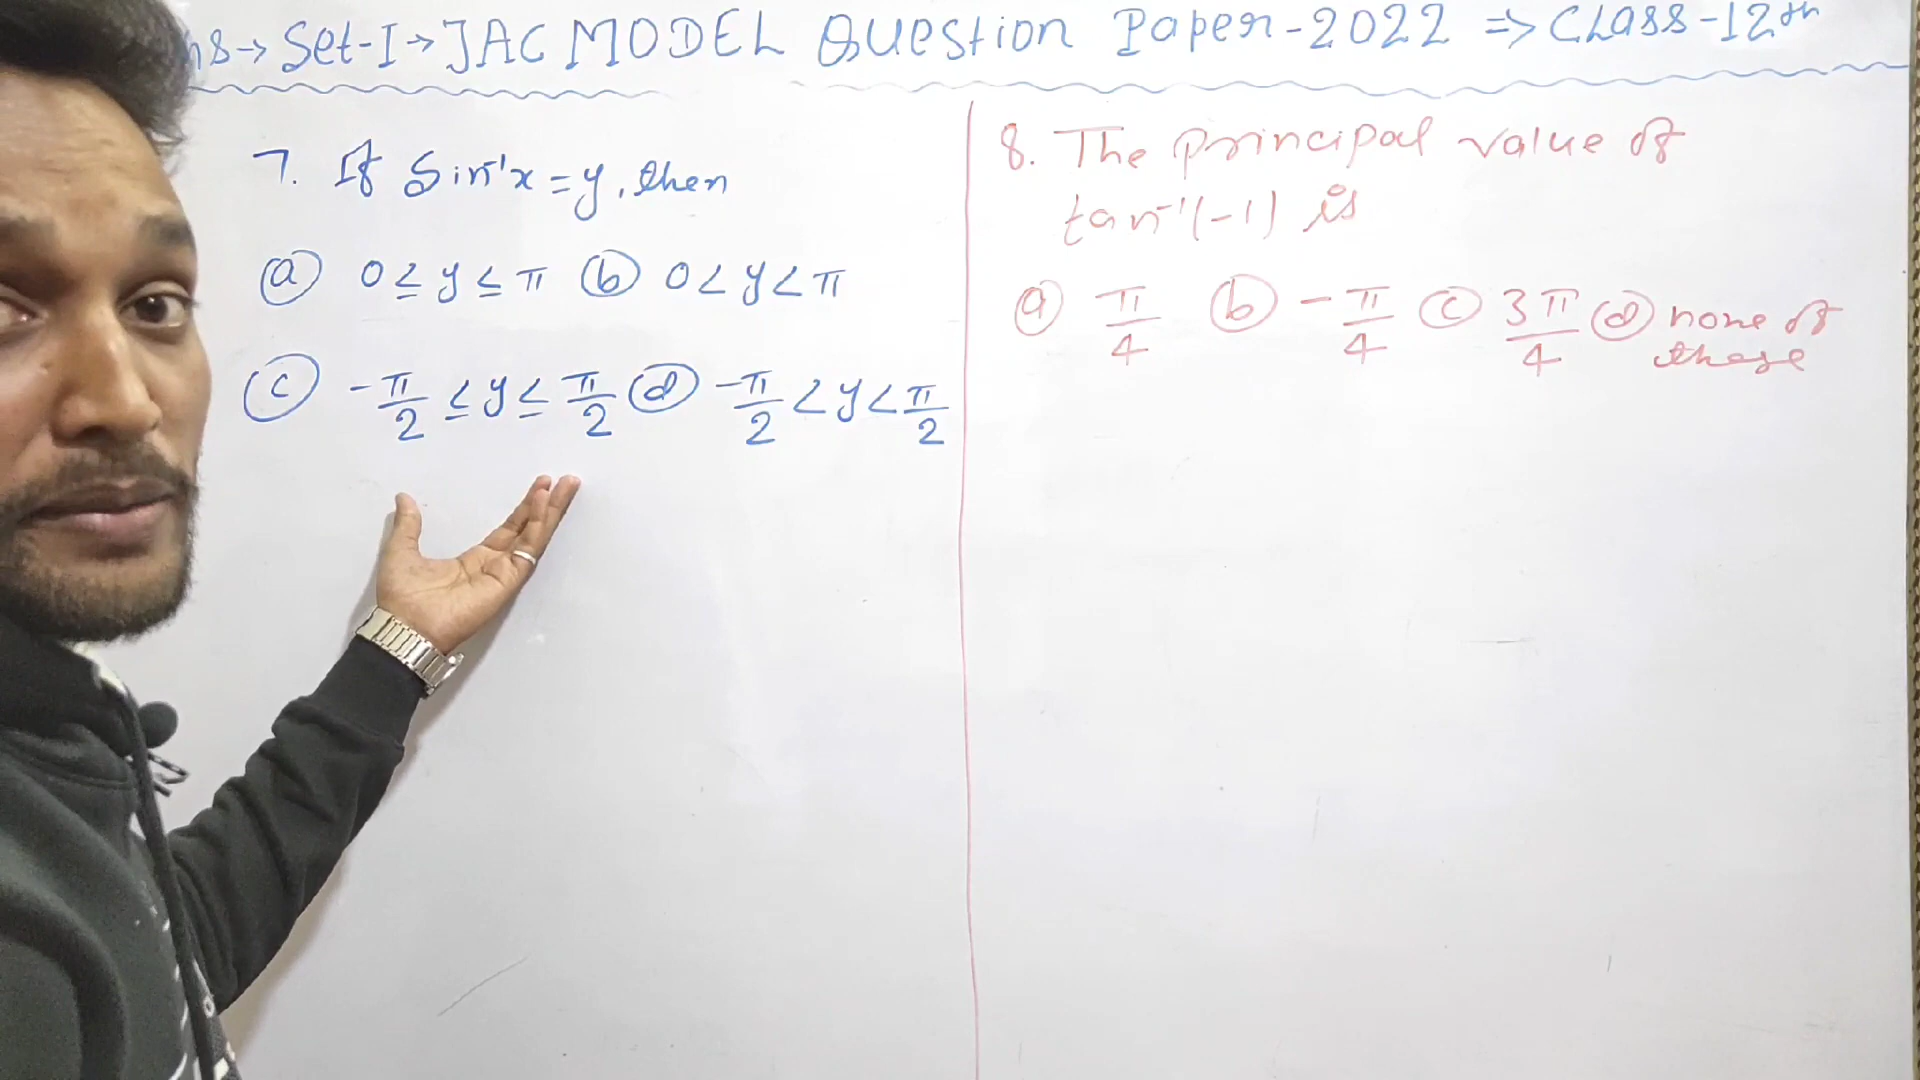 Set-I→JAC MODEL Question Paper-2022 ⇒ CLASS-12th
7. If Sin⁻¹x=y, then
(a) 0≤y≤π (b) 0<y<π
(c) -π/2 ≤y≤ π/2 (d) -π/2 <y< π/2
8. The principal value of
tan⁻¹(-1) is
(a) π/4 (b) -π/4 (c) 3π/4 (d) none of
these